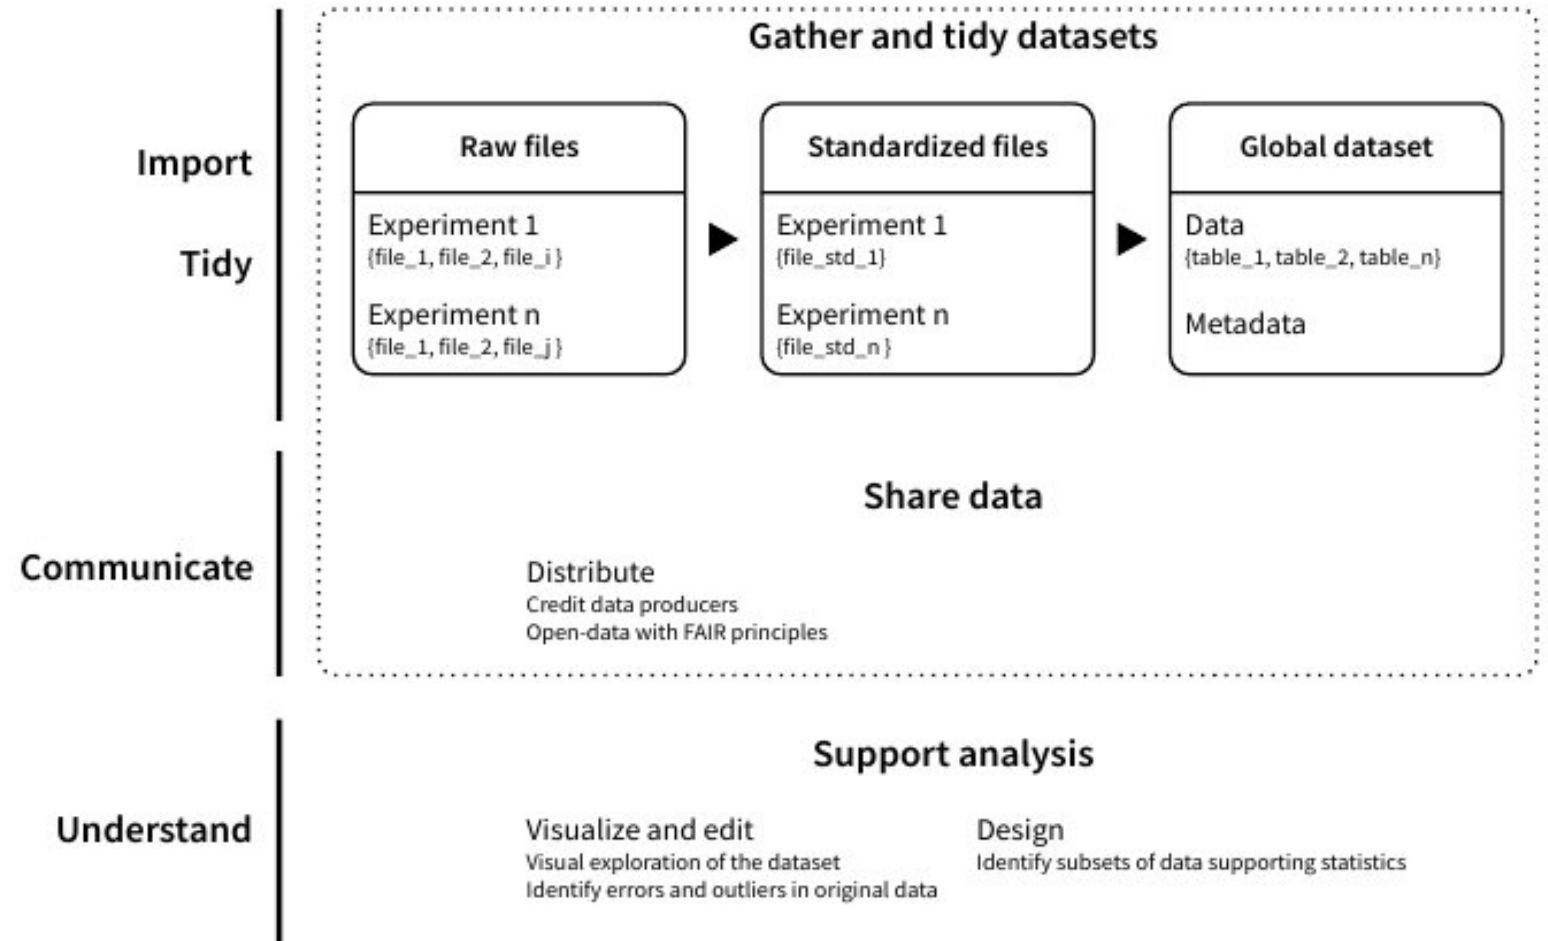 Gather and tidy datasets
Import
Tidy
Raw files
Experiment 1
{file_1, file_2, file_i }
Experiment n
{file_1, file_2, file_j }
Standardized files
Experiment 1
{file_std_1}
Experiment n
{file_std_n }
Global dataset
Data
{table_1, table_2, table_n}
Metadata
Communicate
Share data
Distribute
Credit data producers
Open-data with FAIR principles
Understand
Support analysis
Visualize and edit
Visual exploration of the dataset
Identify errors and outliers in original data
Design
Identify subsets of data supporting statistics